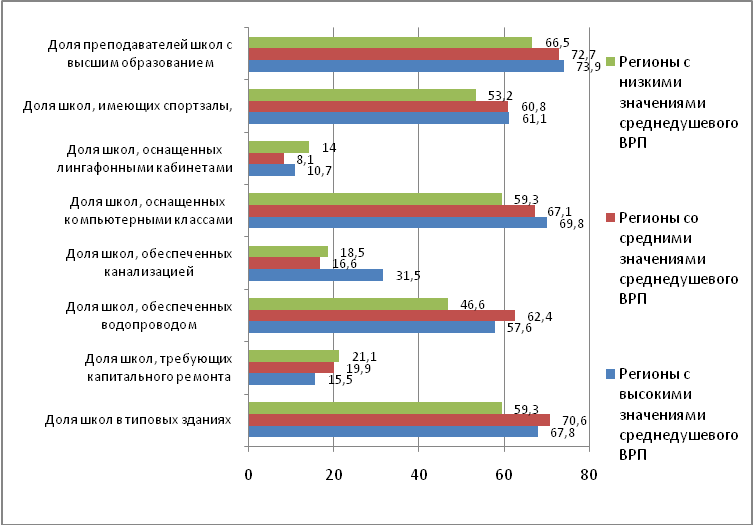 Доля преподавателей школ с
высшим образованием
66,5
72,7
73,9
Доля школ, имеющих спортзалы,
53,2
60,8
61,1
Доля школ, оснащенных
лингафонными кабинетами
14
8,1
10,7
Доля школ, оснащенных
компьютерными классами
59,3
67,1
69,8
Доля школ, обеспеченных
канализацией
18,5
16,6
31,5
Доля школ, обеспеченных
водопроводом
46,6
62,4
57,6
Доля школ, требующих
капитального ремонта
21,1
19,9
15,5
Доля школ в типовых зданиях
59,3
70,6
67,8
0 20 40 60 80
Регионы с
низкими
значениями
среднедушевого
ВРП
Регионы со
средними
значениями
среднедушевого
ВРП
Регионы с
высокими
значениями
среднедушевого
ВРП